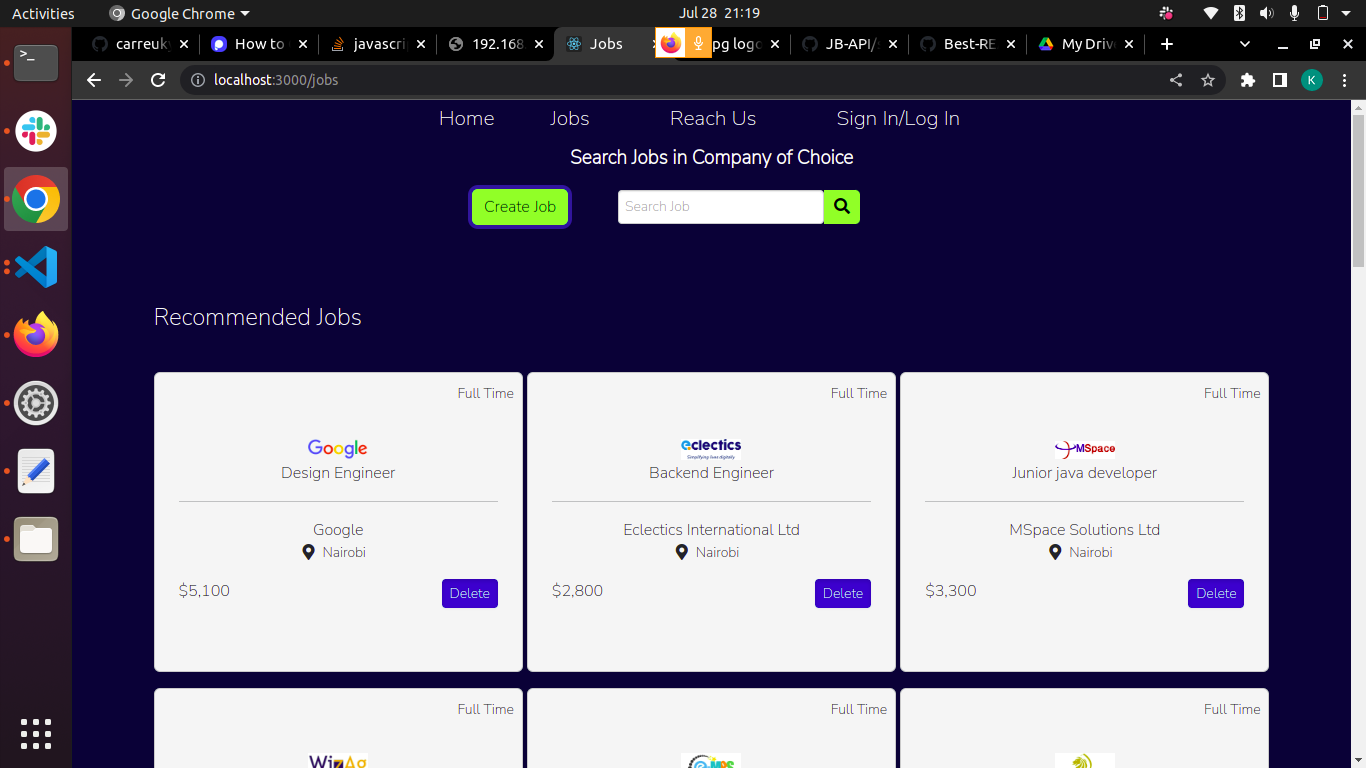 Activities
Google Chrome
Jul 28 21:19
carreuky
How to
javascri
192.168
Jobs
pg logo
JB-API/
Best-RE
My Driv
localhost:3000/jobs
K
Home
Jobs
Reach Us
Sign In/Log In
Search Jobs in Company of Choice
Create Job
Search Job
Recommended Jobs
Full Time
Google
Design Engineer
Google
Nairobi
$5,100
Delete
Full Time
eclectics
Simplifying lives digitally
Backend Engineer
Eclectics International Ltd
Nairobi
$2,800
Delete
Full Time
MSpace
Junior java developer
MSpace Solutions Ltd
Nairobi
$3,300
Delete
Full Time
WizAg
Full Time
Full Time